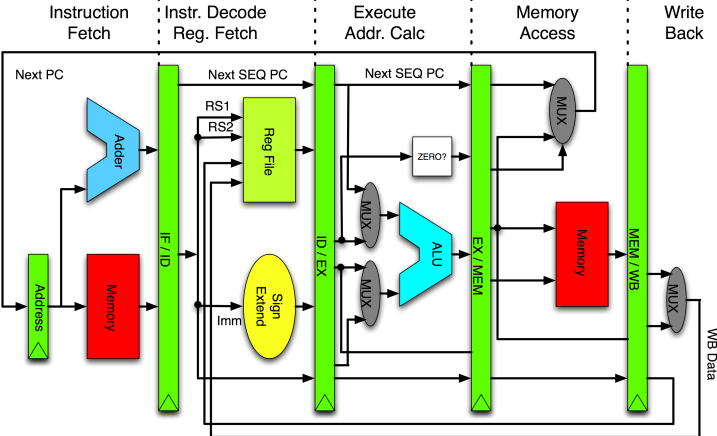 Instruction
Fetch
Instr. Decode
Reg. Fetch
Execute
Addr. Calc
Memory
Access
Write
Back
Next PC
Next SEQ PC
Next SEQ PC
RS1
RS2
Adder
Reg File
ZERO?
MUX
MUX
MUX
MUX
ALU
IF / ID
ID / EX
EX / MEM
MEM / WB
Address
Memory
Imm
Sign
Extend
Memory
WB Data